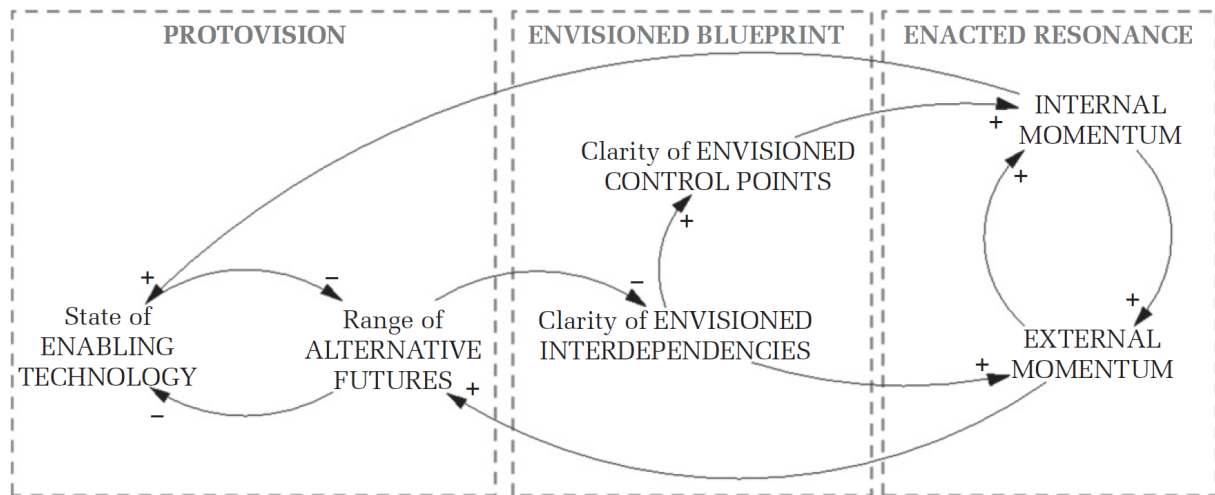 PROTOVISION
ENVISIONED BLUEPRINT
ENACTED RESONANCE
INTERNAL
MOMENTUM
+
Clarity of ENVISIONED
CONTROL POINTS
+
+
+
−
−
+
State of
ENABLING
TECHNOLOGY
Range of
ALTERNATIVE
FUTURES
Clarity of ENVISIONED
INTERDEPENDENCIES
EXTERNAL
MOMENTUM
+
+
−